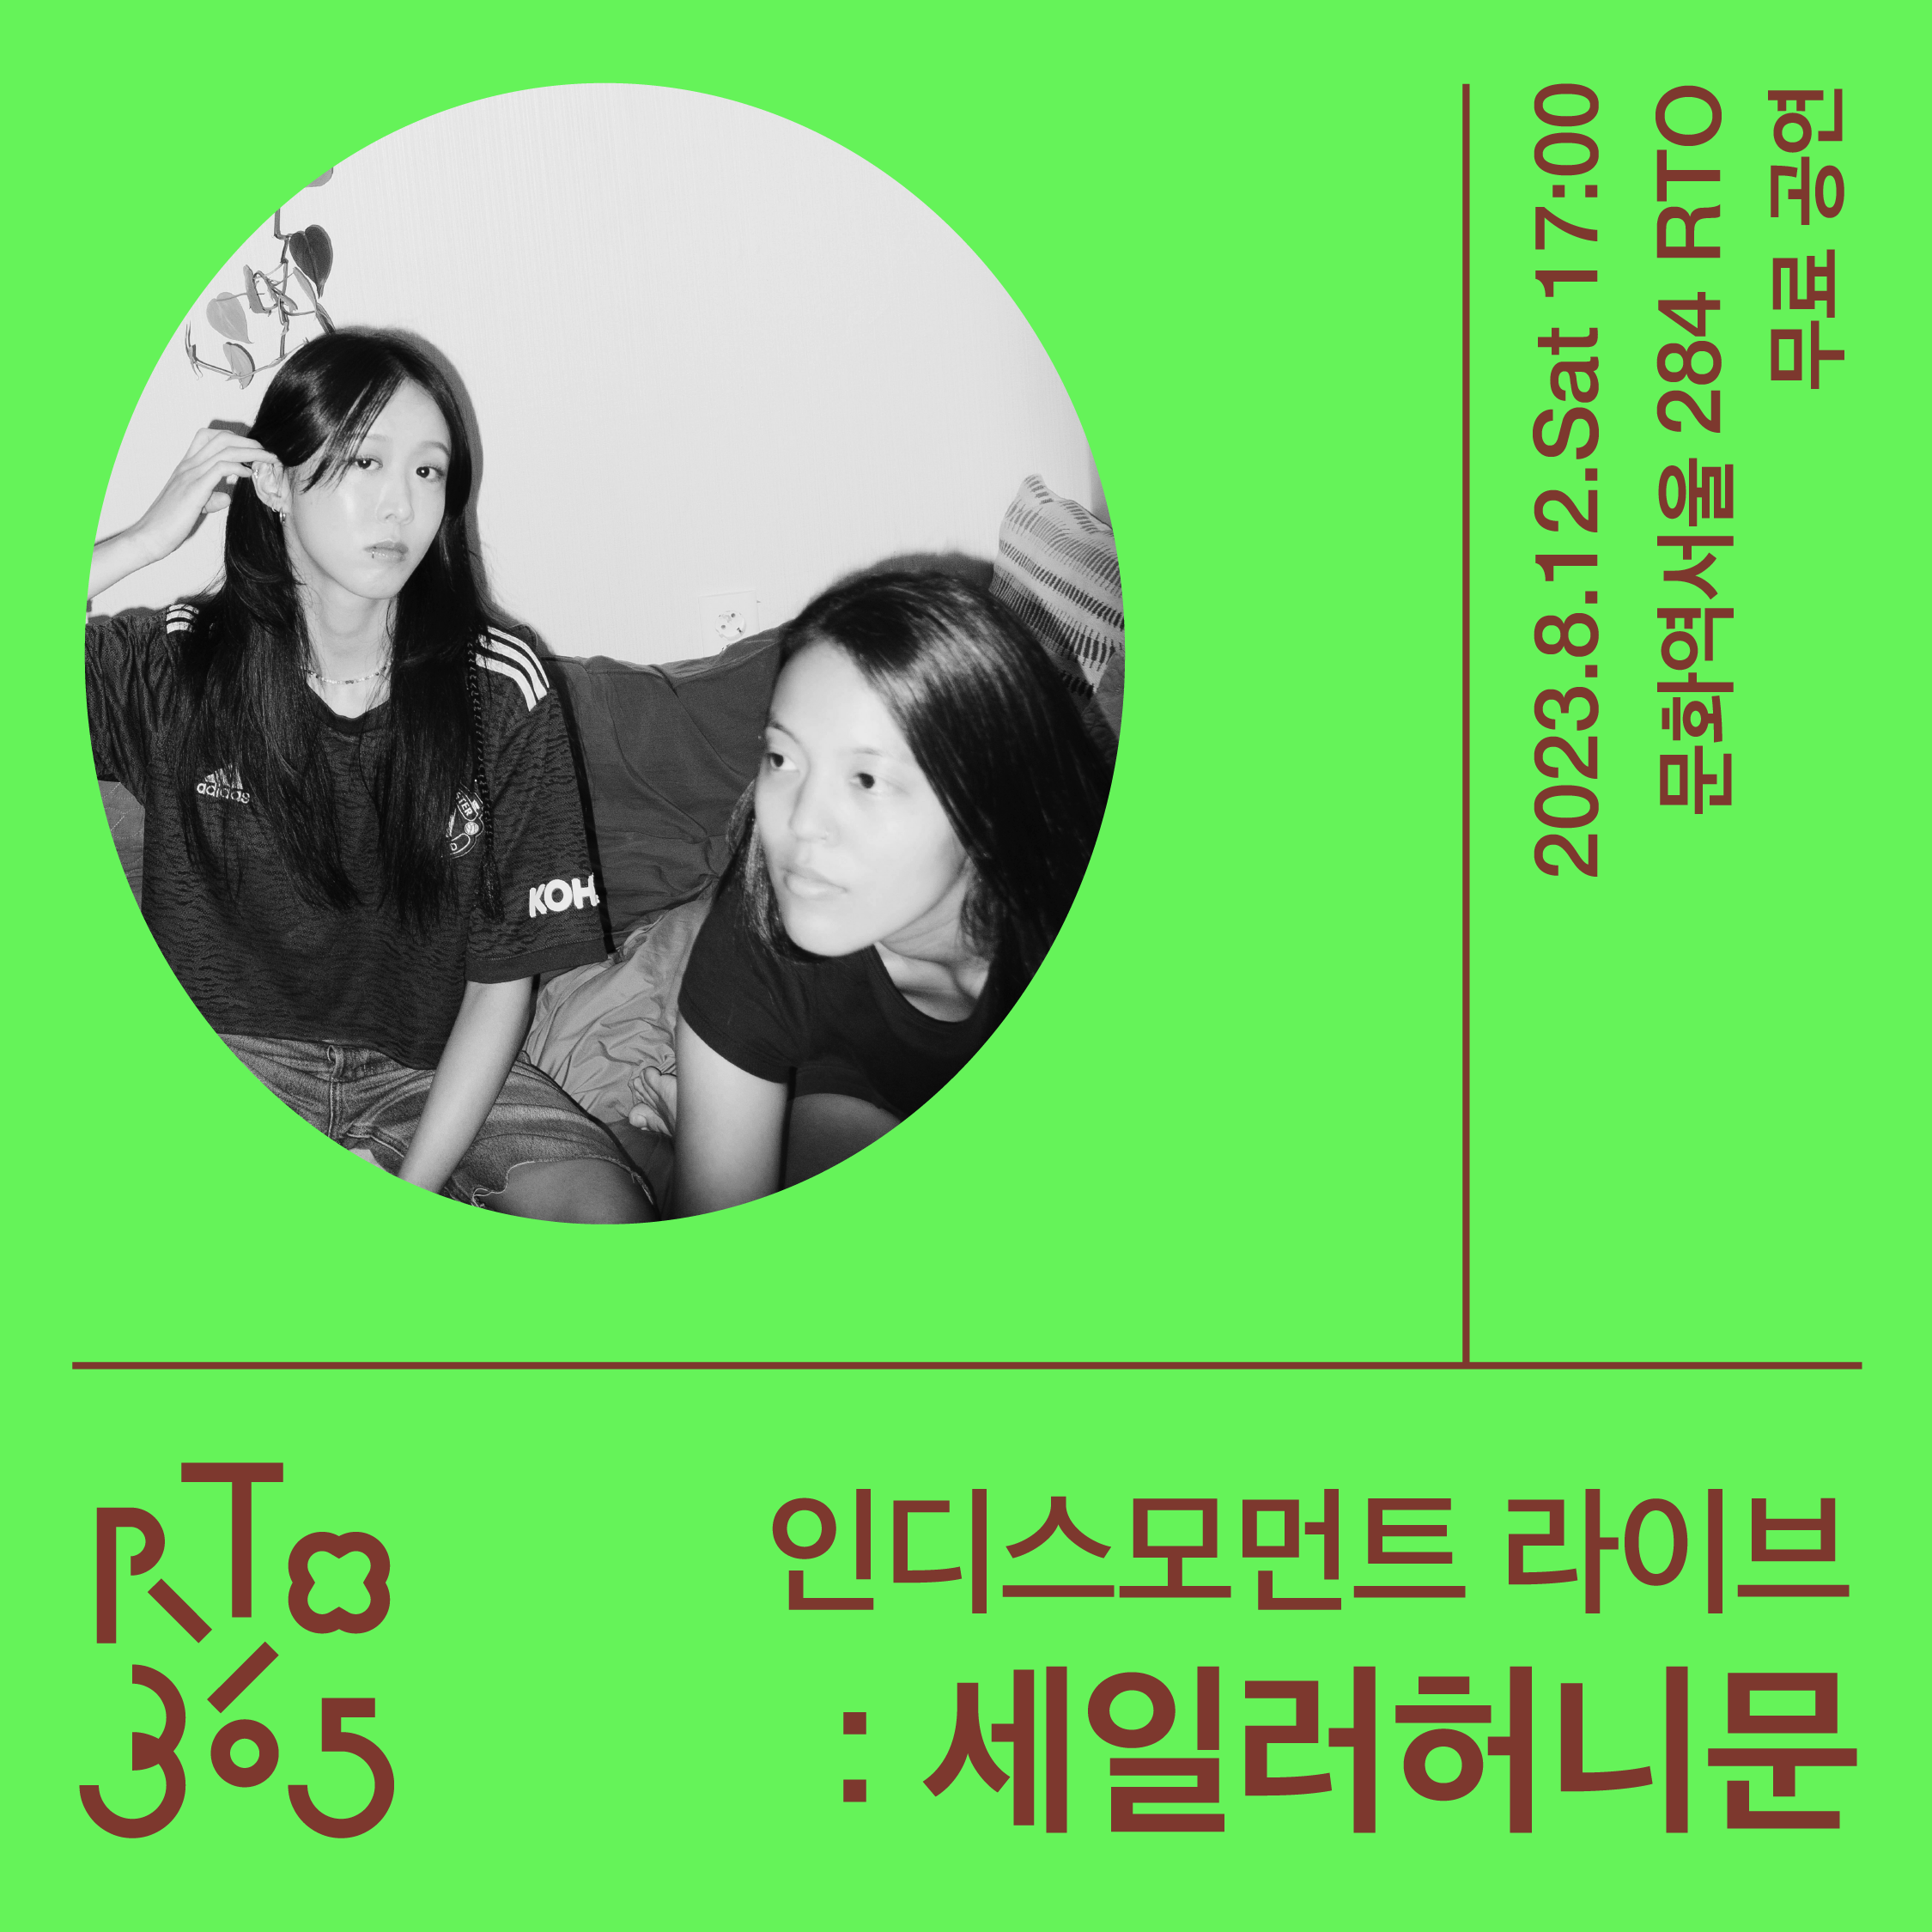 2023.8.12.Sat 17:00
문화역서울 284 RTO
무료 공연
adidas
KOH
RTO
365
인디스모먼트 라이브
: 세일러허니문